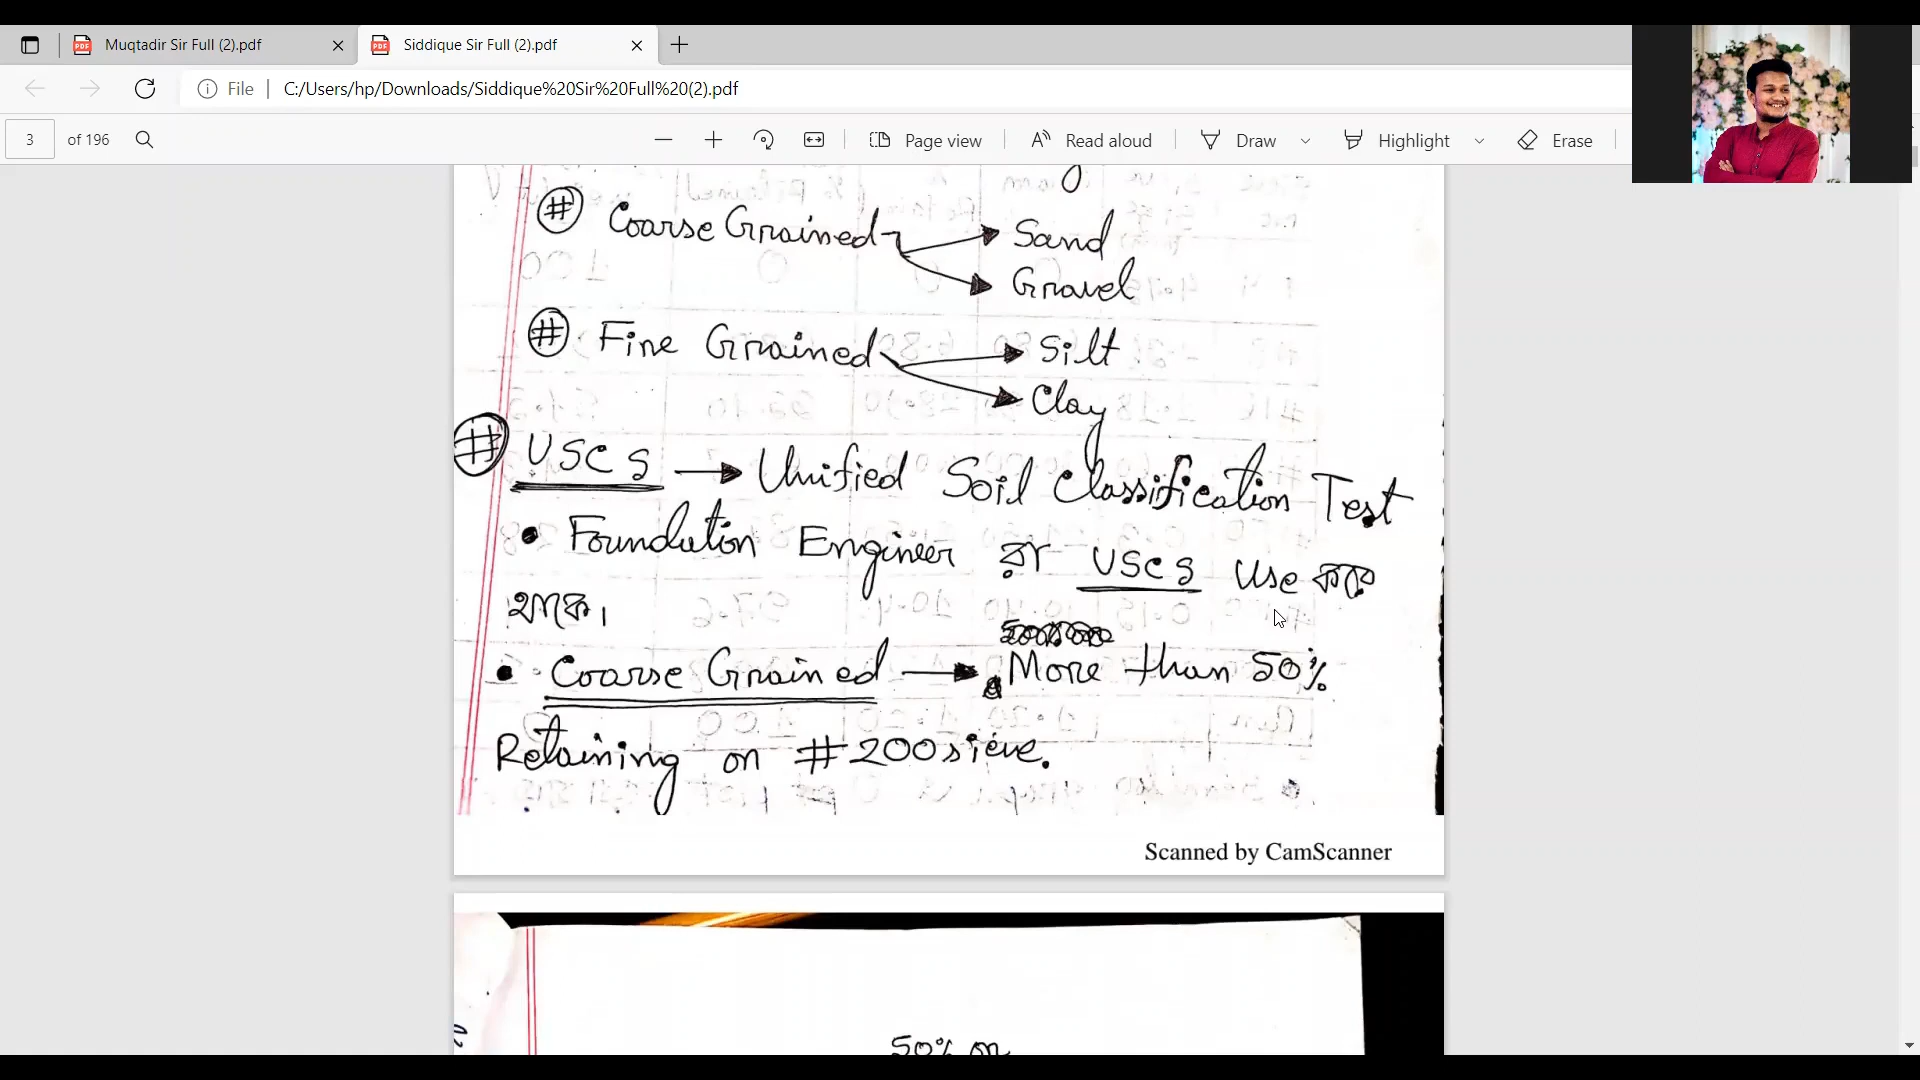 Muqtadir Sir Full (2).pdf
Siddique Sir Full (2).pdf
File
C:/Users/hp/Downloads/Siddique%20Sir%20Full%20(2).pdf
3 of 196
Page view
Read aloud
Draw
Highlight
Erase
# Coarse Grained → Sand
→ Gravel
# Fine Grained → Silt
→ Clay
# USCS → Unified Soil Classification Test
• Foundation Engineer রা USCS Use করে
থাকে।
• Coarse Grained → More than 50%
Retaining on #200 sieve.
Scanned by CamScanner
50% on